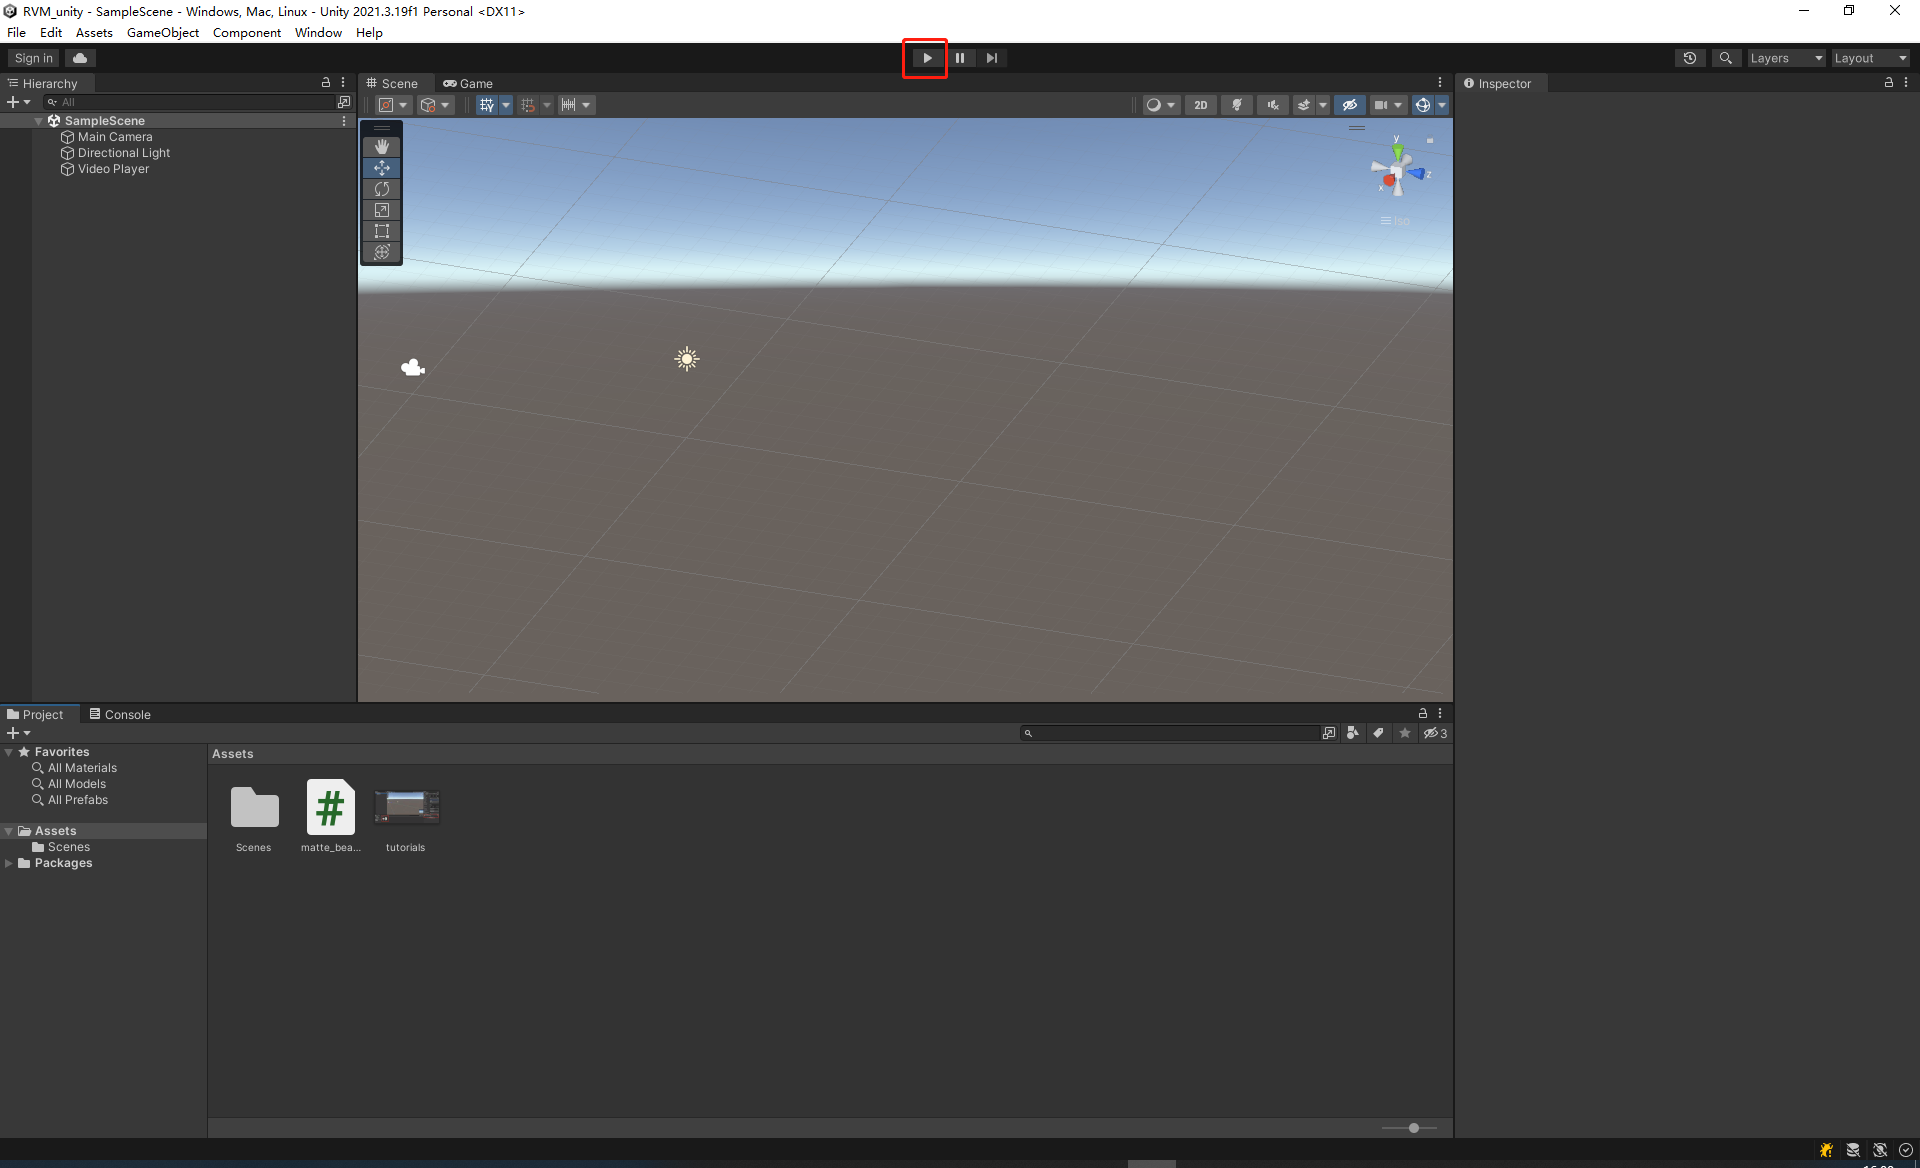 RVM_unity - SampleScene - Windows, Mac, Linux - Unity 2021.3.19f1 Personal <DX11>
File Edit Assets GameObject Component Window Help
Sign in
Layers
Layout
Hierarchy
Scene
Game
Inspector
All
2D
SampleScene
Main Camera
Directional Light
Video Player
y
z
x
Iso
Project
Console
3
Favorites
All Materials
All Models
All Prefabs
Assets
Scenes
Packages
Assets
Scenes
matte_bea...
tutorials